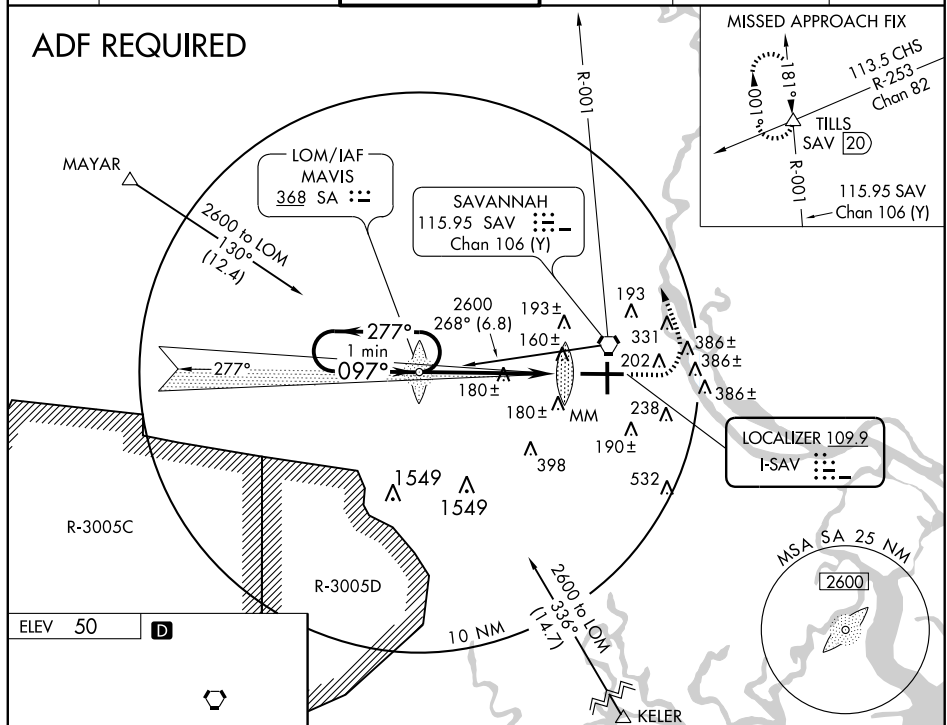 ADF REQUIRED
R-001
MISSED APPROACH FIX
181°
001°
113.5 CHS
R-253
Chan 82
TILLS
SAV 20
R-001
115.95 SAV
Chan 106 (Y)
MAYAR
2600 to LOM
130°
(12.4)
LOM/IAF
MAVIS
368 SA
SAVANNAH
115.95 SAV
Chan 106 (Y)
2600
268° (6.8)
193±
193
160±
331
386±
202
386±
386±
277°
1 min
097°
277°
180±
180±
MM
238
190±
398
532
LOCALIZER 109.9
I-SAV
1549
1549
R-3005C
R-3005D
2600 to LOM
336°
(14.7)
10 NM
KELER
MSA SA 25 NM
2600
ELEV 50
D